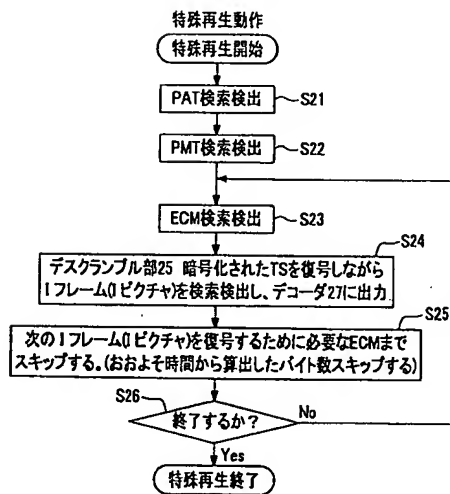 特殊再生動作
特殊再生開始
PAT検索検出
S21
PMT検索検出
S22
ECM検索検出
S23
S24
デスクランブル部25 暗号化されたTSを復号しながら
Iフレーム(Iピクチャ)を検索検出し、デコーダ27に出力
S25
次のIフレーム(Iピクチャ)を復号するために必要なECMまで
スキップする。(おおよそ時間から算出したバイト数スキップする)
S26
終了するか？
No
Yes
特殊再生終了